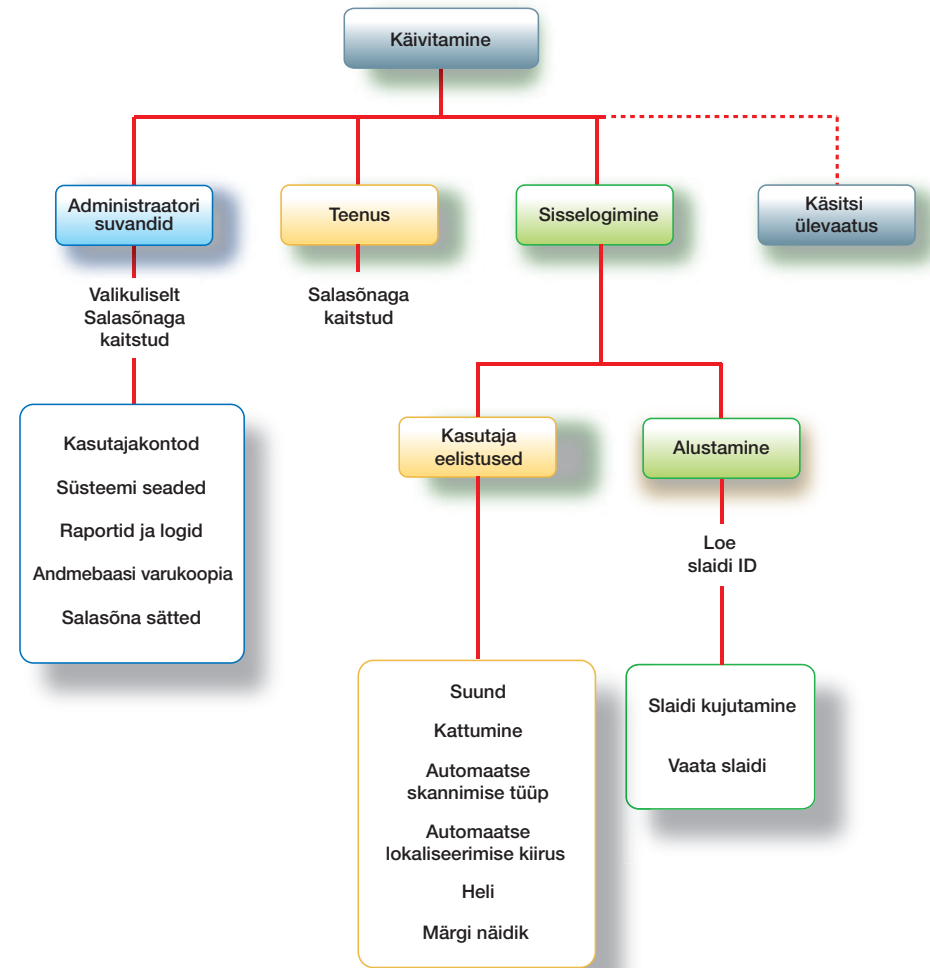 Käivitamine
Administraatori
suvandid
Teenus
Sisselogimine
Käsitsi
ülevaatus
Valikuliselt
Salasõnaga
kaitstud
Salasõnaga
kaitstud
Kasutajakontod
Süsteemi seaded
Raportid ja logid
Andmebaasi varukoopia
Salasõna sätted
Kasutaja
eelistused
Alustamine
Loe
slaidi ID
Suund
Kattumine
Automaatse
skannimise tüüp
Automaatse
lokaliseerimise kiirus
Heli
Märgi näidik
Slaidi kujutamine
Vaata slaidi